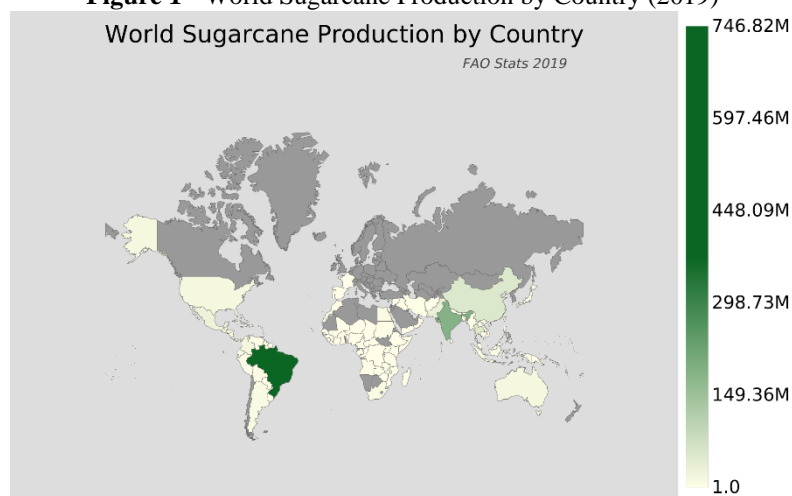 Figure 1 - World Sugarcane Production by Country (2019)
World Sugarcane Production by Country
FAO Stats 2019
746.82M
597.46M
448.09M
298.73M
149.36M
1.0